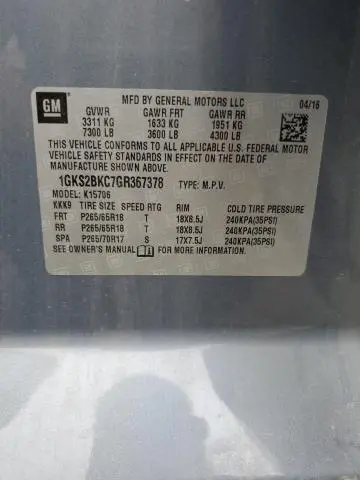 GM
MFD BY GENERAL MOTORS LLC 04/16
GVWR GAWR FRT GAWR RR
3311 KG 1633 KG 1951 KG
7300 LB 3600 LB 4300 LB
THIS VEHICLE CONFORMS TO ALL APPLICABLE U.S. FEDERAL MOTOR VEHICLE SAFETY AND THEFT PREVENTION
STANDARDS IN EFFECT ON THE DATE OF
MANUFACTURE SHOWN ABOVE.
1GKS2BKC7GR367378 TYPE: M.P.V.
MODEL: K15706
KKK9 TIRE SIZE SPEED RTG RIM COLD TIRE PRESSURE
FRT P265/65R18 T 18X8.5J 240KPA(35PSI)
RR P265/65R18 T 18X8.5J 240KPA(35PSI)
SPA P265/70R17 S 17X7.5J 240KPA(35PSI)
SEE OWNER'S MANUAL FOR MORE INFORMATION